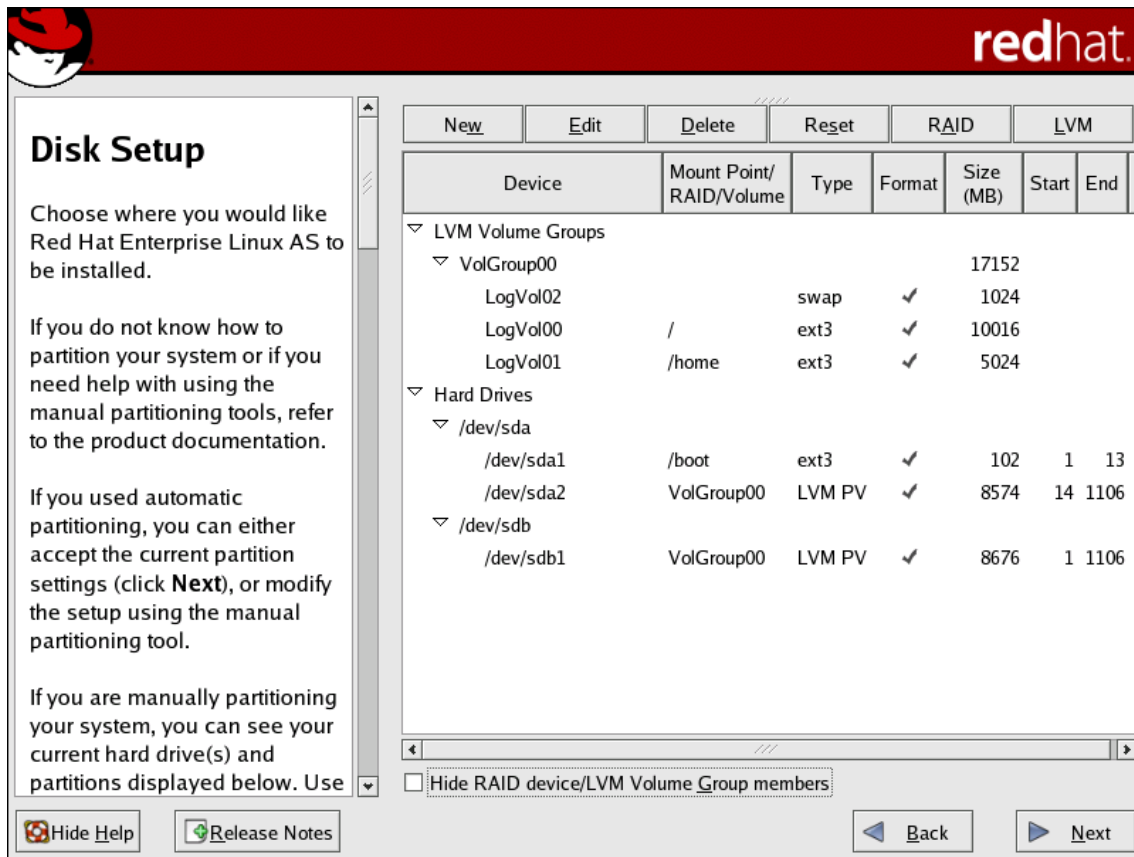 redhat.
Disk Setup
Choose where you would like
Red Hat Enterprise Linux AS to
be installed.
If you do not know how to
partition your system or if you
need help with using the
manual partitioning tools, refer
to the product documentation.
If you used automatic
partitioning, you can either
accept the current partition
settings (click Next), or modify
the setup using the manual
partitioning tool.
If you are manually partitioning
your system, you can see your
current hard drive(s) and
partitions displayed below. Use
New Edit Delete Reset RAID LVM
Device Mount Point/ RAID/Volume Type Format Size (MB) Start End
LVM Volume Groups
VolGroup00 17152
LogVol02 swap 1024
LogVol00 / ext3 10016
LogVol01 /home ext3 5024
Hard Drives
/dev/sda
/dev/sda1 /boot ext3 102 1 13
/dev/sda2 VolGroup00 LVM PV 8574 14 1106
/dev/sdb
/dev/sdb1 VolGroup00 LVM PV 8676 1 1106
Hide RAID device/LVM Volume Group members
Hide Help Release Notes Back Next